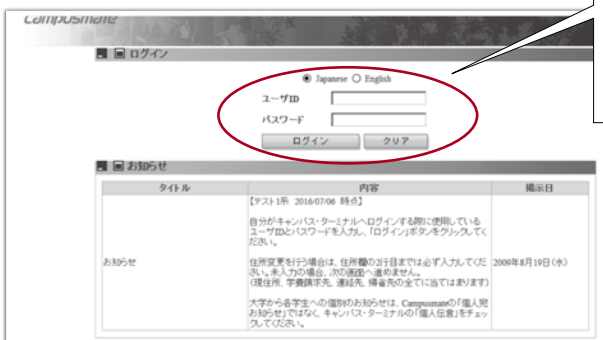 Campusmate
ログイン
Japanese English
ユーザID
パスワード
ログイン クリア
お知らせ
タイトル 内容 掲示日
【テスト1系 2016/07/06 時点】
自分がキャンパス・ターミナルへログインする際に使用している
ユーザIDとパスワードを入力し、「ログイン」ボタンをクリックしてく
ださい。
お知らせ 住所変更を行う場合は、住所欄の2行目までは必ず入力してくだ 2009年8月19日(水)
さい。未入力の場合、次の画面へ進めません。
(現住所、学費請求先、連絡先、帰省先の全てに当てはまります)
大学から各学生への個別のお知らせは、Campusmateの「個人宛
お知らせ」ではなく、キャンパス・ターミナルの「個人伝言」をチェッ
クしてください。